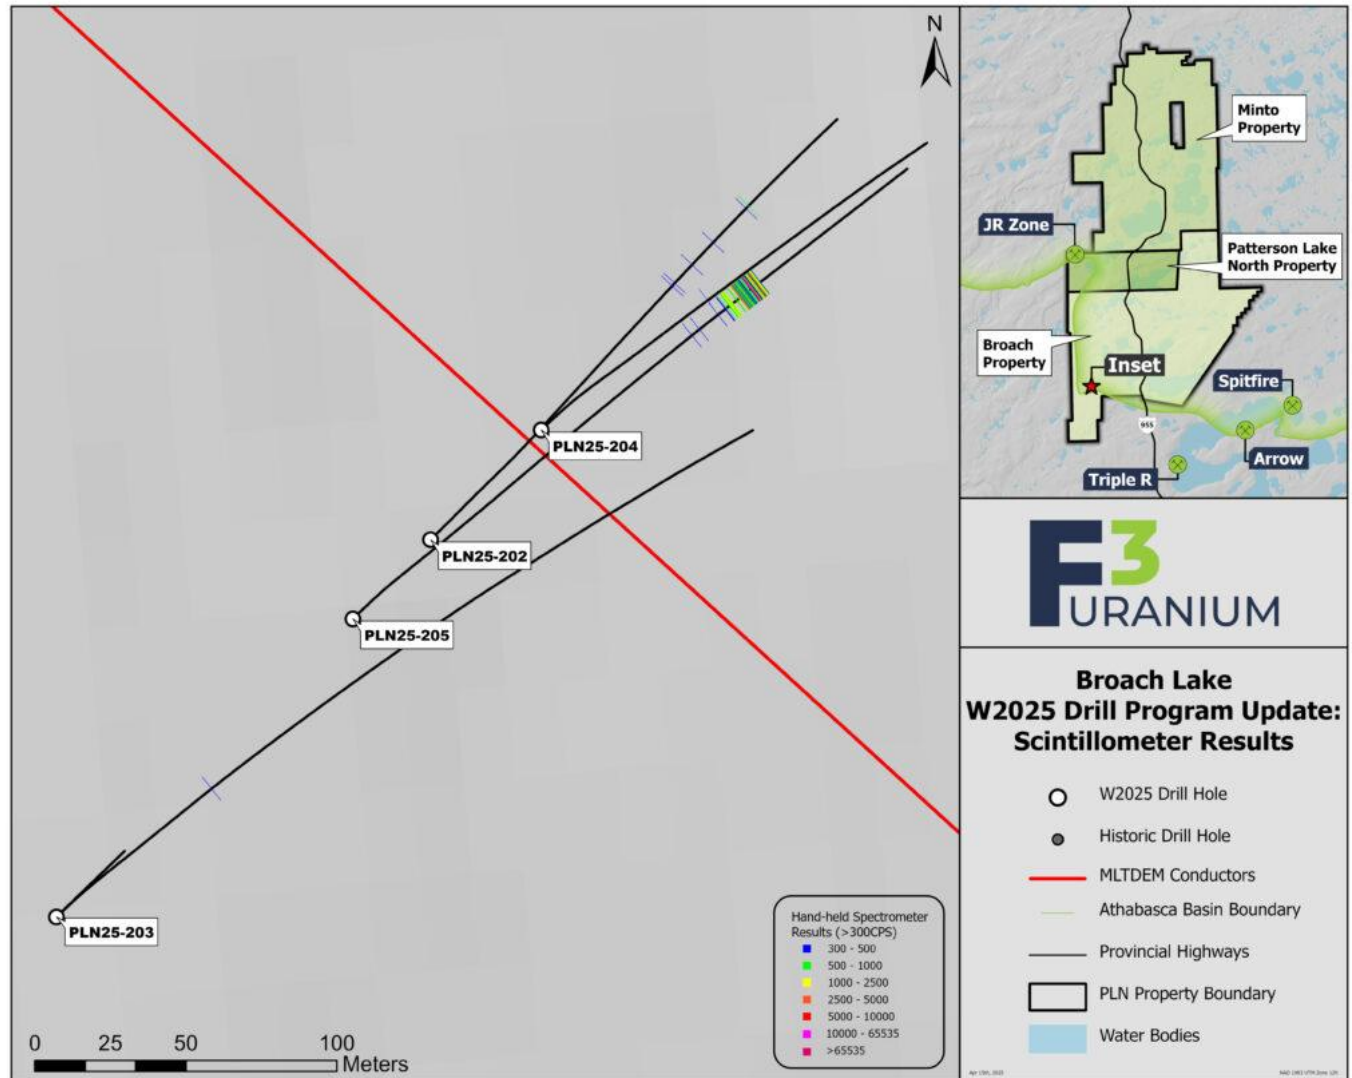 N
PLN25-204
PLN25-202
PLN25-205
PLN25-203
0 25 50 100
Meters
Hand-held Spectrometer
Results (>300CPS)
300 - 500
500 - 1000
1000 - 2500
2500 - 5000
5000 - 10000
10000 - 65535
>65535
Minto
Property
JR Zone
Patterson Lake
North Property
Broach
Property
Inset
Spitfire
955
Arrow
Triple R
F3
URANIUM
Broach Lake
W2025 Drill Program Update:
Scintillometer Results
W2025 Drill Hole
Historic Drill Hole
MLTDEM Conductors
Athabasca Basin Boundary
Provincial Highways
PLN Property Boundary
Water Bodies